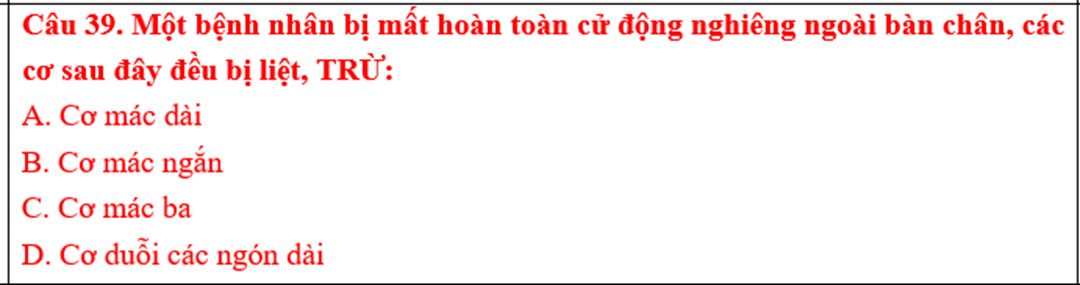 Câu 39. Một bệnh nhân bị mất hoàn toàn cử động nghiêng ngoài bàn chân, các
cơ sau đây đều bị liệt, TRỪ:
A. Cơ mác dài
B. Cơ mác ngắn
C. Cơ mác ba
D. Cơ duỗi các ngón dài